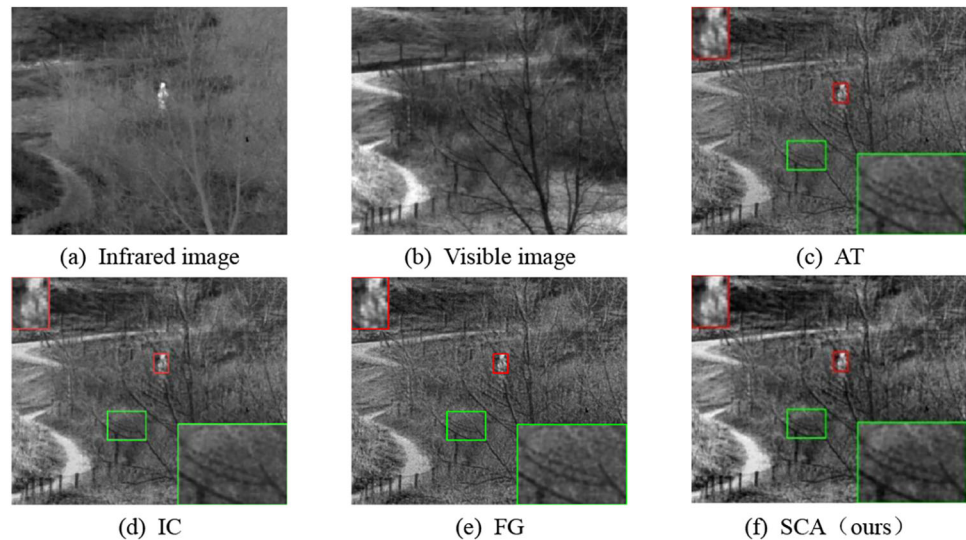 (a) Infrared image
(b) Visible image
(c) AT
(d) IC
(e) FG
(f) SCA（ours）